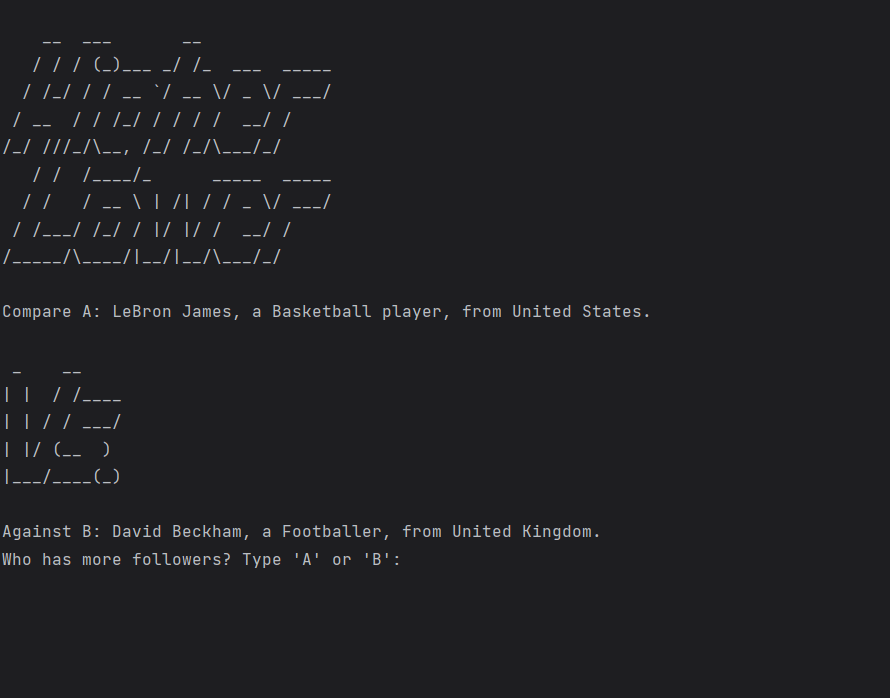 __  ___       __
   / / / (_)___ _/ /_  ___  _____
  / /_/ / / __ `/ __ \/ _ \/ ___/
 / __  / / /_/ / / / /  __/ /
/_/ ///_/\__, /_/ /_/\___/_/
   / /  /____/_      _____  _____
  / /   / __ \ | /| / / _ \/ ___/
 / /___/ /_/ / |/ |/ /  __/ /
/_____/\____/|__/|__/\___/_/
Compare A: LeBron James, a Basketball player, from United States.
 _    __
| |  / /____
| | / / ___/
| |/ (__  )
|___/____(_)
Against B: David Beckham, a Footballer, from United Kingdom.
Who has more followers? Type 'A' or 'B':